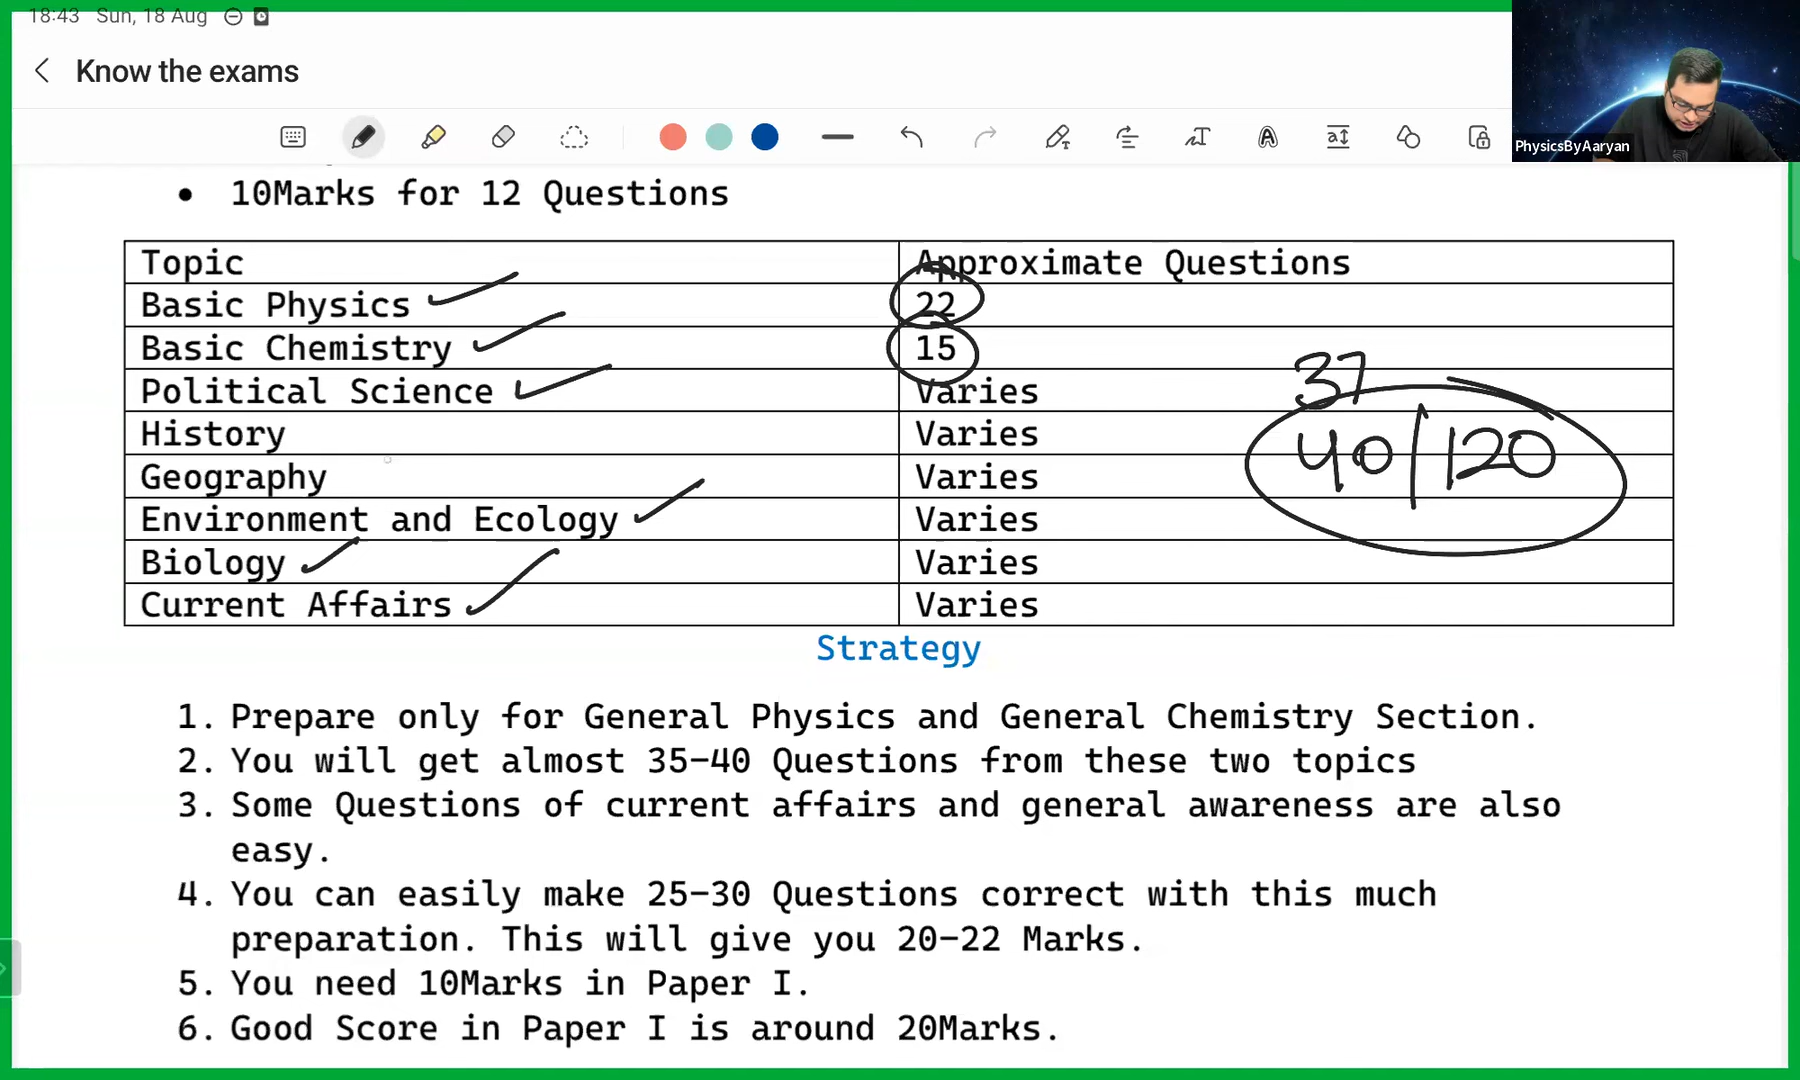 18:43 Sun, 18 Aug
Know the exams
PhysicsByAaryan
• 10Marks for 12 Questions
Topic Approximate Questions
Basic Physics 22
Basic Chemistry 15
Political Science Varies
37
History Varies
40/120
Geography Varies
Environment and Ecology Varies
Biology Varies
Current Affairs Varies
Strategy
1. Prepare only for General Physics and General Chemistry Section.
2. You will get almost 35-40 Questions from these two topics
3. Some Questions of current affairs and general awareness are also
easy.
4. You can easily make 25-30 Questions correct with this much
preparation. This will give you 20-22 Marks.
5. You need 10Marks in Paper I.
6. Good Score in Paper I is around 20Marks.